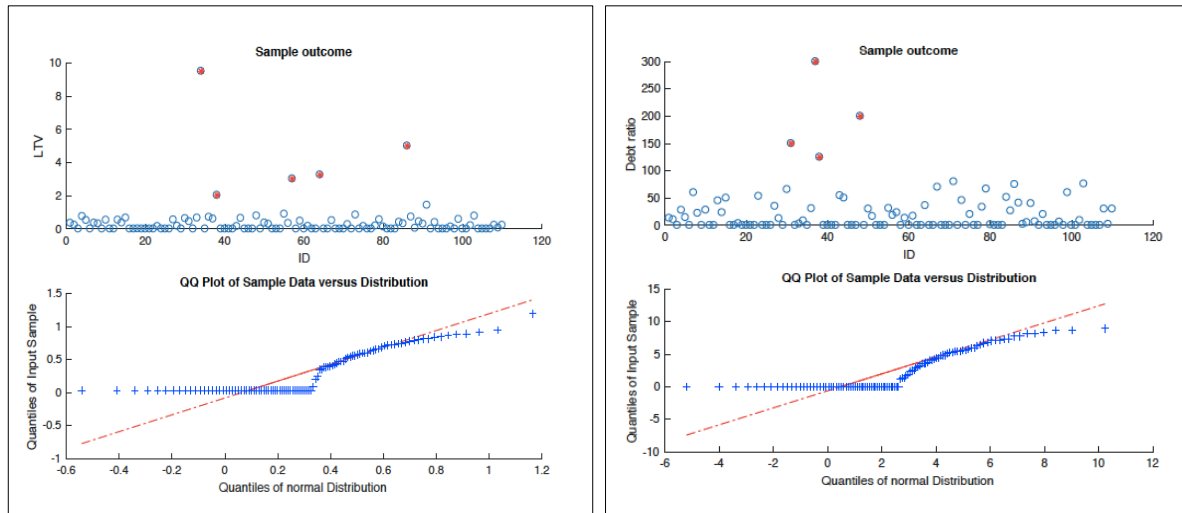 Sample outcome
10
8
6
4
2
0
LTV
0 20 40 60 80 100 120
ID
QQ Plot of Sample Data versus Distribution
1.5
1
0.5
0
-0.5
-1
Quantiles of Input Sample
-0.6 -0.4 -0.2 0 0.2 0.4 0.6 0.8 1 1.2
Quantiles of normal Distribution
Sample outcome
300
250
200
150
100
50
0
Debt ratio
0 20 40 60 80 100 120
ID
QQ Plot of Sample Data versus Distribution
15
10
5
0
-5
-10
Quantiles of Input Sample
-6 -4 -2 0 2 4 6 8 10 12
Quantiles of normal Distribution